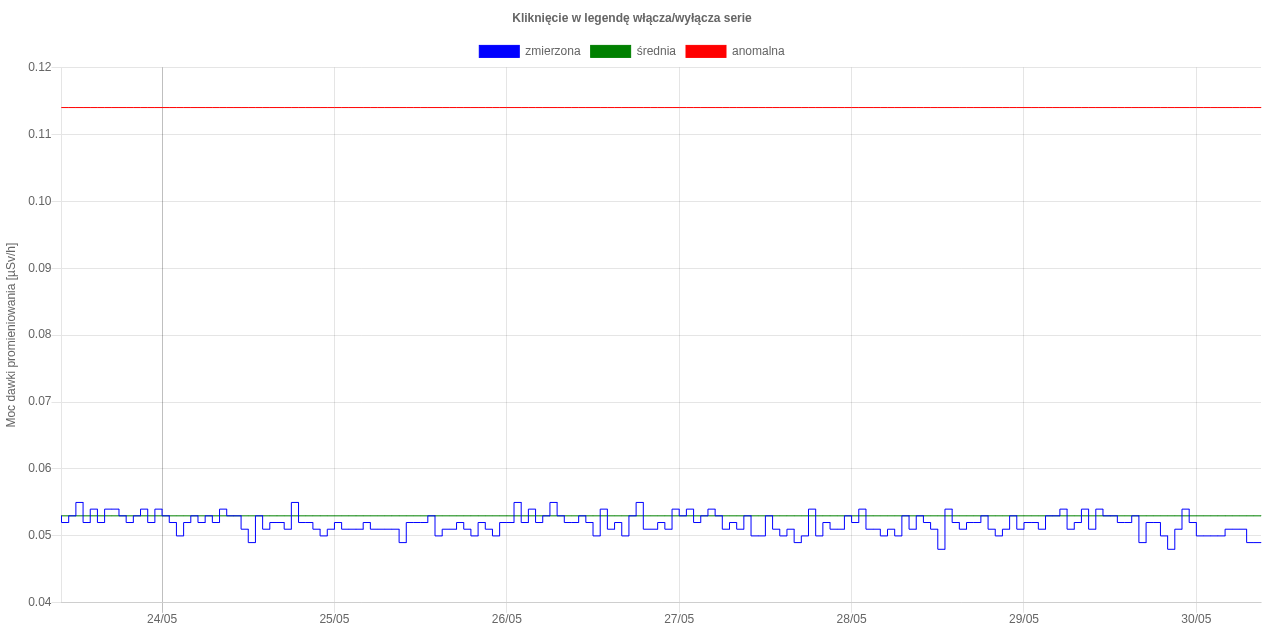 Kliknięcie w legendę włącza/wyłącza serie
zmierzona średnia anomalna
Moc dawki promieniowania [µSv/h]
0.12
0.11
0.10
0.09
0.08
0.07
0.06
0.05
0.04
24/05 25/05 26/05 27/05 28/05 29/05 30/05